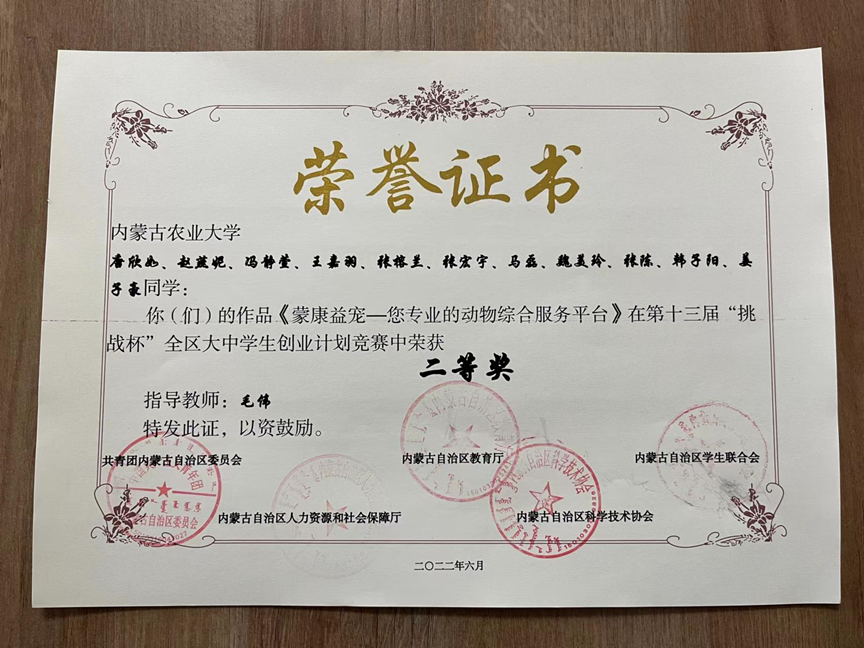 荣誉证书
内蒙古农业大学
香欣如、赵蓝妮、冯静萱、王嘉羽、张榕兰、张宏宇、马磊、魏美玲、张陈、韩子阳、姜
子豪同学：
你（们）的作品《蒙康益宠—您专业的动物综合服务平台》在第十三届“挑
战杯”全区大中学生创业计划竞赛中荣获
二等奖
指导教师：毛伟
特发此证，以资鼓励。
共青团内蒙古自治区委员会
内蒙古自治区教育厅
内蒙古自治区学生联合会
内蒙古自治区人力资源和社会保障厅
内蒙古自治区科学技术协会
二〇二二年六月